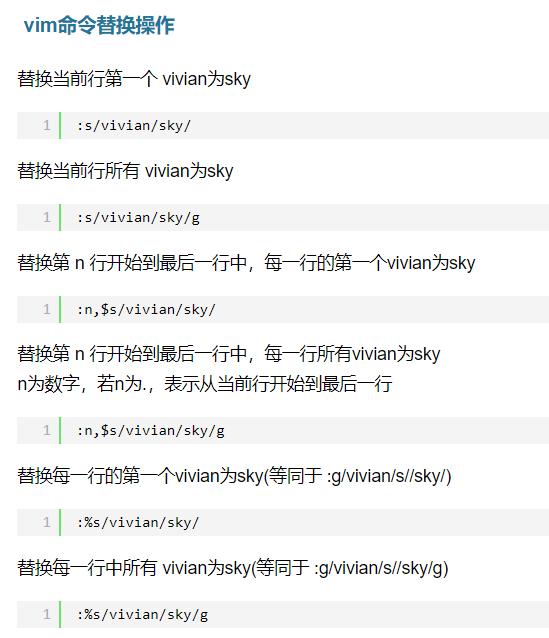 vim命令替换操作
替换当前行第一个 vivian为sky
1 :s/vivian/sky/
替换当前行所有 vivian为sky
1 :s/vivian/sky/g
替换第 n 行开始到最后一行中，每一行的第一个vivian为sky
1 :n,$s/vivian/sky/
替换第 n 行开始到最后一行中，每一行所有vivian为sky
n为数字，若n为.，表示从当前行开始到最后一行
1 :n,$s/vivian/sky/g
替换每一行的第一个vivian为sky(等同于 :g/vivian/s//sky/)
1 :%s/vivian/sky/
替换每一行中所有 vivian为sky(等同于 :g/vivian/s//sky/g)
1 :%s/vivian/sky/g